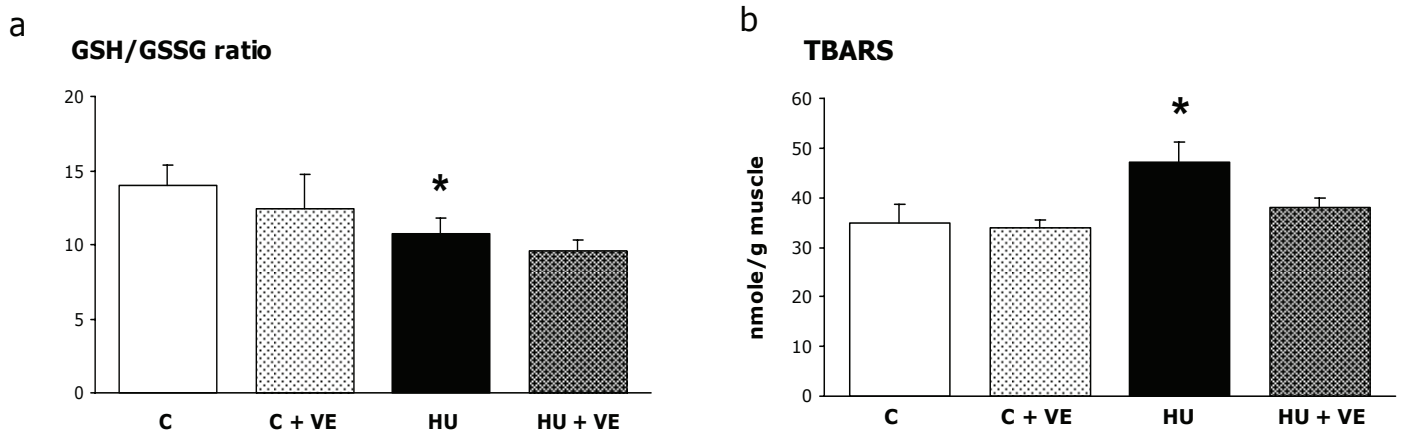 a
GSH/GSSG ratio
20
15
10
5
0
*
C
C + VE
HU
HU + VE
b
TBARS
nmole/g muscle
60
50
40
30
20
10
0
*
C
C + VE
HU
HU + VE